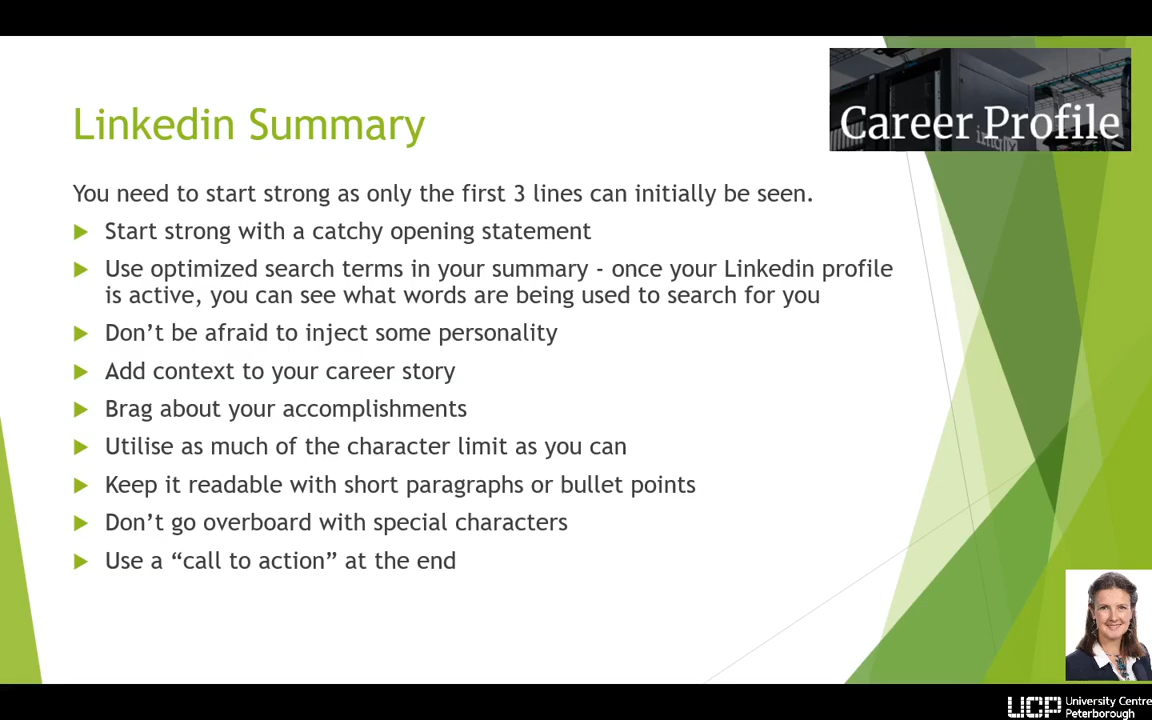 Career Profile
Linkedin Summary
You need to start strong as only the first 3 lines can initially be seen.
Start strong with a catchy opening statement
Use optimized search terms in your summary - once your Linkedin profile
is active, you can see what words are being used to search for you
Don’t be afraid to inject some personality
Add context to your career story
Brag about your accomplishments
Utilise as much of the character limit as you can
Keep it readable with short paragraphs or bullet points
Don’t go overboard with special characters
Use a “call to action” at the end
UCP University Centre
Peterborough